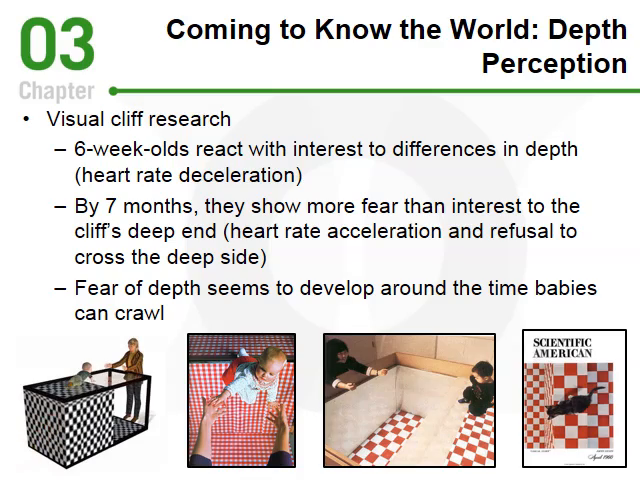 03
Chapter
Coming to Know the World: Depth
Perception
• Visual cliff research
– 6-week-olds react with interest to differences in depth
(heart rate deceleration)
– By 7 months, they show more fear than interest to the
cliff's deep end (heart rate acceleration and refusal to
cross the deep side)
– Fear of depth seems to develop around the time babies
can crawl
SCIENTIFIC
AMERICAN
April 1960